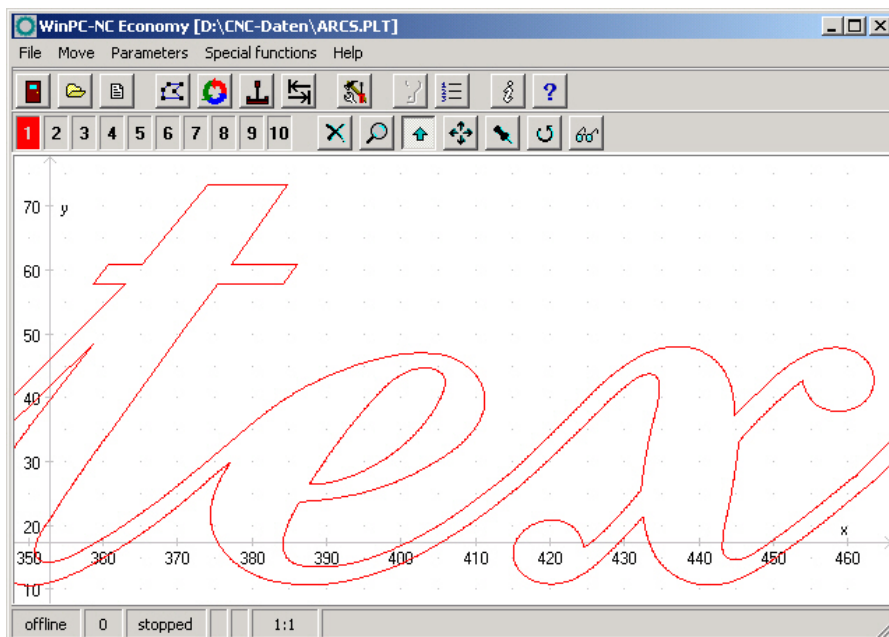 WinPC-NC Economy [D:\CNC-Daten\ARCS.PLT]
File Move Parameters Special functions Help
1 2 3 4 5 6 7 8 9 10
y
70
60
50
40
30
20
10
tex
x
350 360 370 380 390 400 410 420 430 440 450 460
offline 0 stopped 1:1